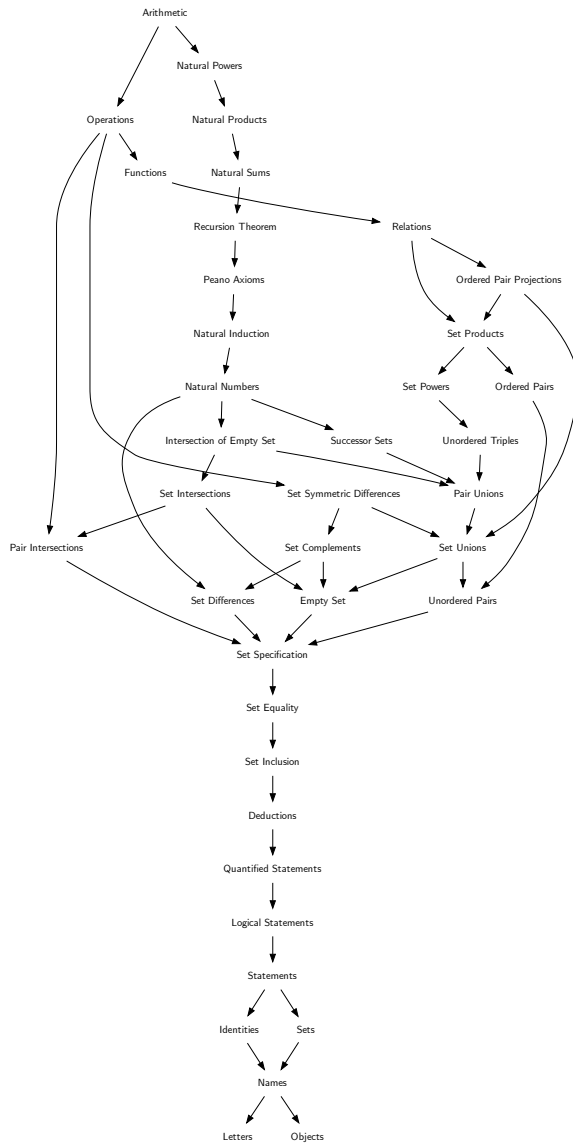 Arithmetic
Natural Powers
Operations
Natural Products
Functions
Natural Sums
Recursion Theorem
Relations
Peano Axioms
Ordered Pair Projections
Natural Induction
Set Products
Natural Numbers
Set Powers
Ordered Pairs
Intersection of Empty Set
Successor Sets
Unordered Triples
Set Intersections
Set Symmetric Differences
Pair Unions
Pair Intersections
Set Complements
Set Unions
Set Differences
Empty Set
Unordered Pairs
Set Specification
Set Equality
Set Inclusion
Deductions
Quantified Statements
Logical Statements
Statements
Identities
Sets
Names
Letters
Objects